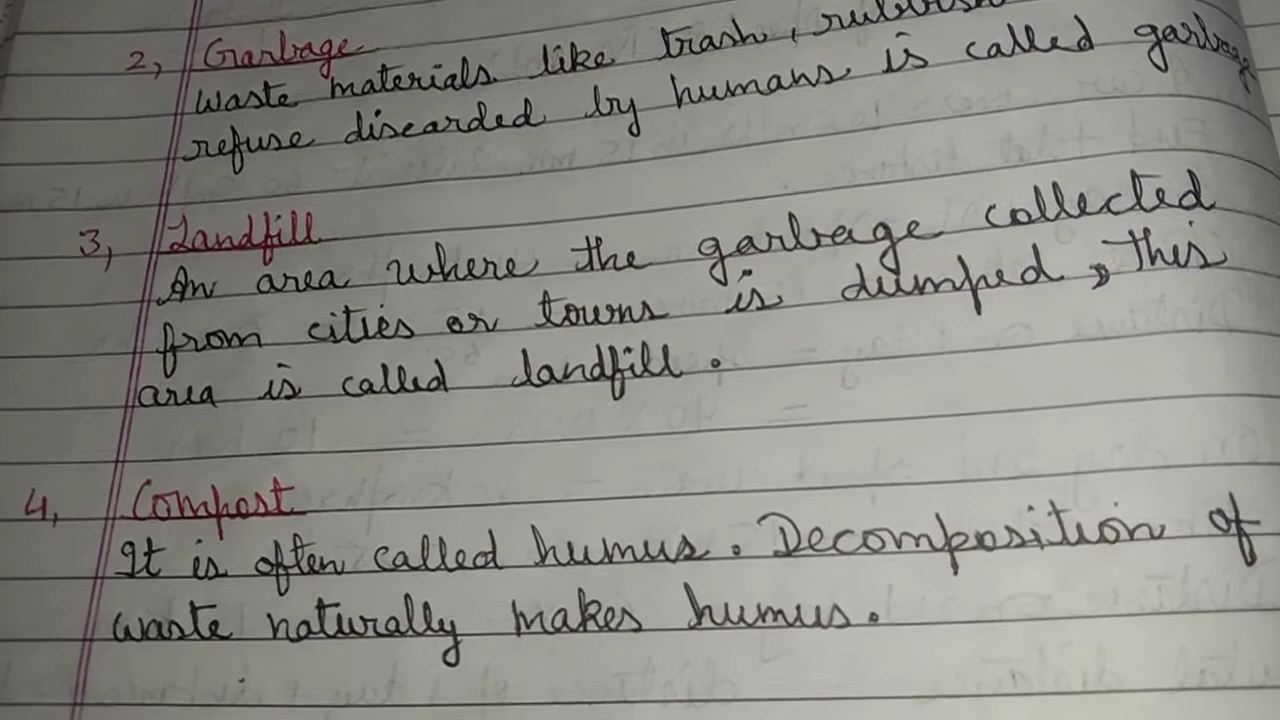 2, Garbage
Waste materials like trash, rubbish
refuse discarded by humans is called garbage
3, Landfill
An area where the garbage collected
from cities or towns is dumped, this
area is called landfill.
4, Compost
It is often called humus. Decomposition of
waste naturally makes humus.